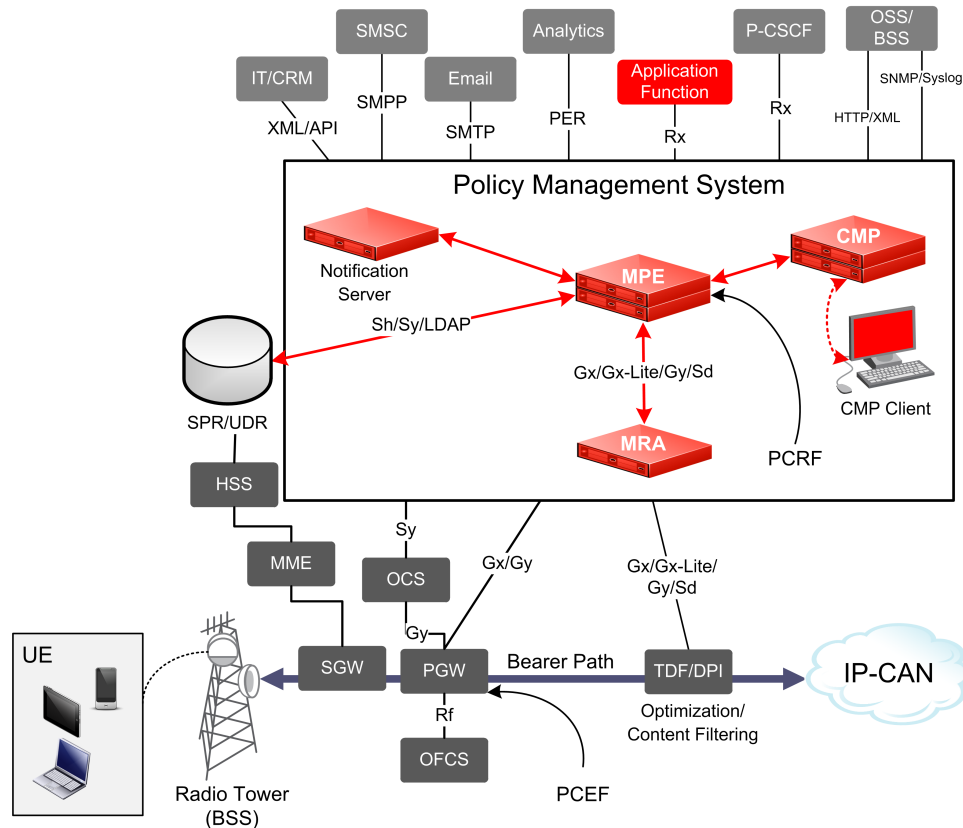 SMSC
Analytics
P-CSCF
OSS/
BSS
IT/CRM
Email
Application
Function
SNMP/Syslog
SMPP
XML/API
SMTP
PER
Rx
Rx
HTTP/XML
Policy Management System
CMP
MPE
Notification
Server
Sh/Sy/LDAP
Gx/Gx-Lite/Gy/Sd
CMP Client
SPR/UDR
MRA
PCRF
HSS
Sy
MME
OCS
Gx/Gy
Gx/Gx-Lite/
Gy/Sd
Gy
UE
SGW
PGW
Bearer Path
TDF/DPI
IP-CAN
Rf
Optimization/
Content Filtering
OFCS
PCEF
Radio Tower
(BSS)